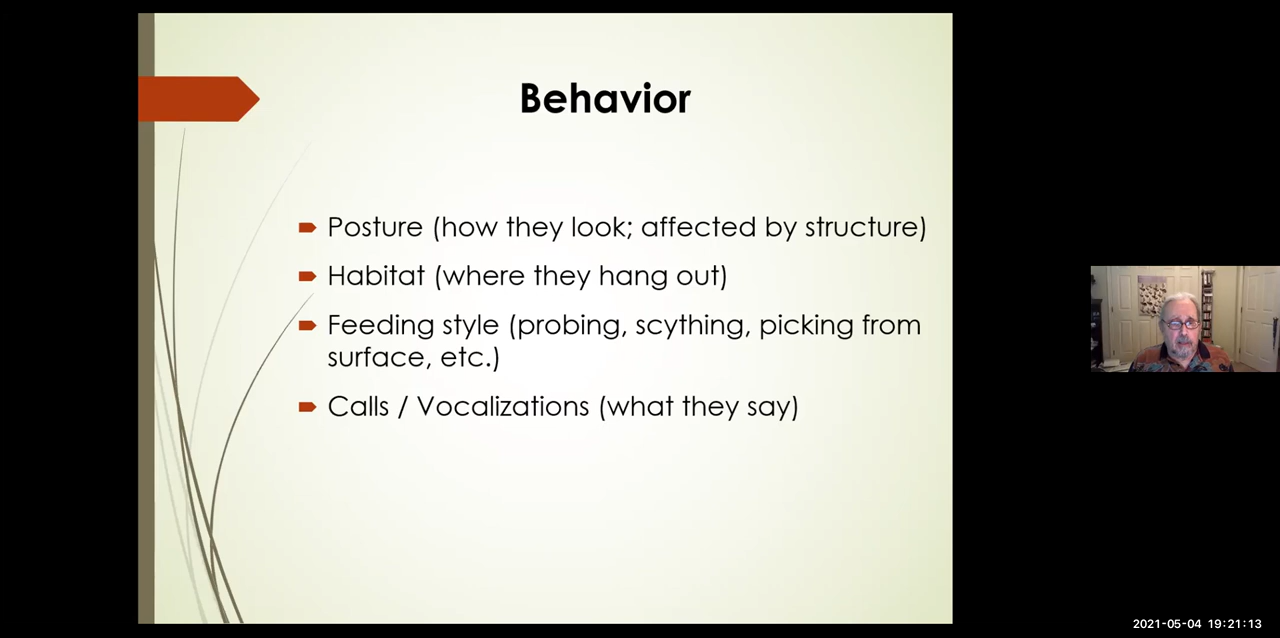 Behavior
Posture (how they look; affected by structure)
Habitat (where they hang out)
Feeding style (probing, scything, picking from
surface, etc.)
Calls / Vocalizations (what they say)
2021-05-04 19:21:13